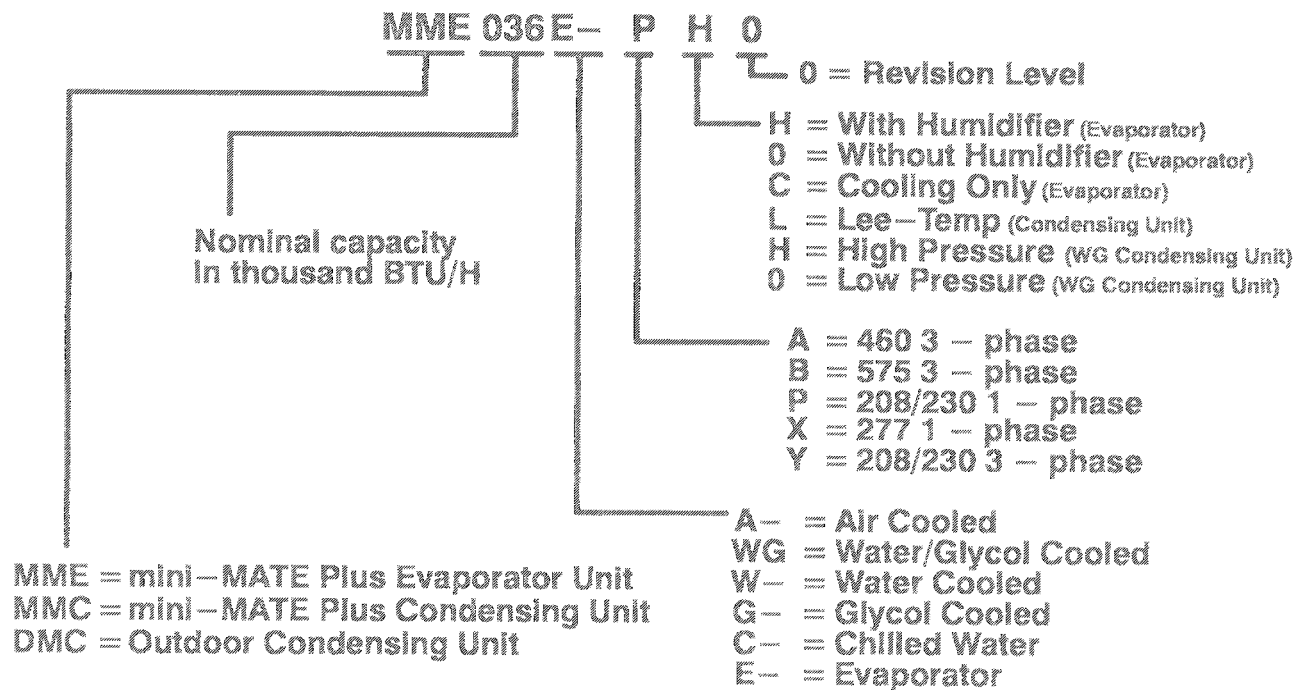 MME 036 E– P H 0
0 = Revision Level
H = With Humidifier (Evaporator)
0 = Without Humidifier (Evaporator)
C = Cooling Only (Evaporator)
L = Lee–Temp (Condensing Unit)
H = High Pressure (WG Condensing Unit)
0 = Low Pressure (WG Condensing Unit)
Nominal capacity
in thousand BTU/H
A = 460 3 – phase
B = 575 3 – phase
P = 208/230 1 – phase
X = 277 1 – phase
Y = 208/230 3 – phase
A– = Air Cooled
WG = Water/Glycol Cooled
W– = Water Cooled
G– = Glycol Cooled
C– = Chilled Water
E– = Evaporator
MME = mini–MATE Plus Evaporator Unit
MMC = mini–MATE Plus Condensing Unit
DMC = Outdoor Condensing Unit